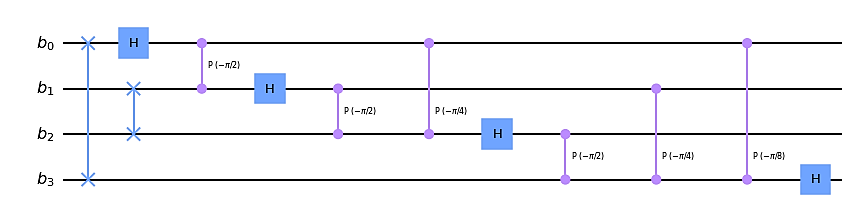 b₀ H P (−π/2) P (−π/4) P (−π/8)
b₁ H P (−π/2) P (−π/4)
b₂ H P (−π/2)
b₃ H